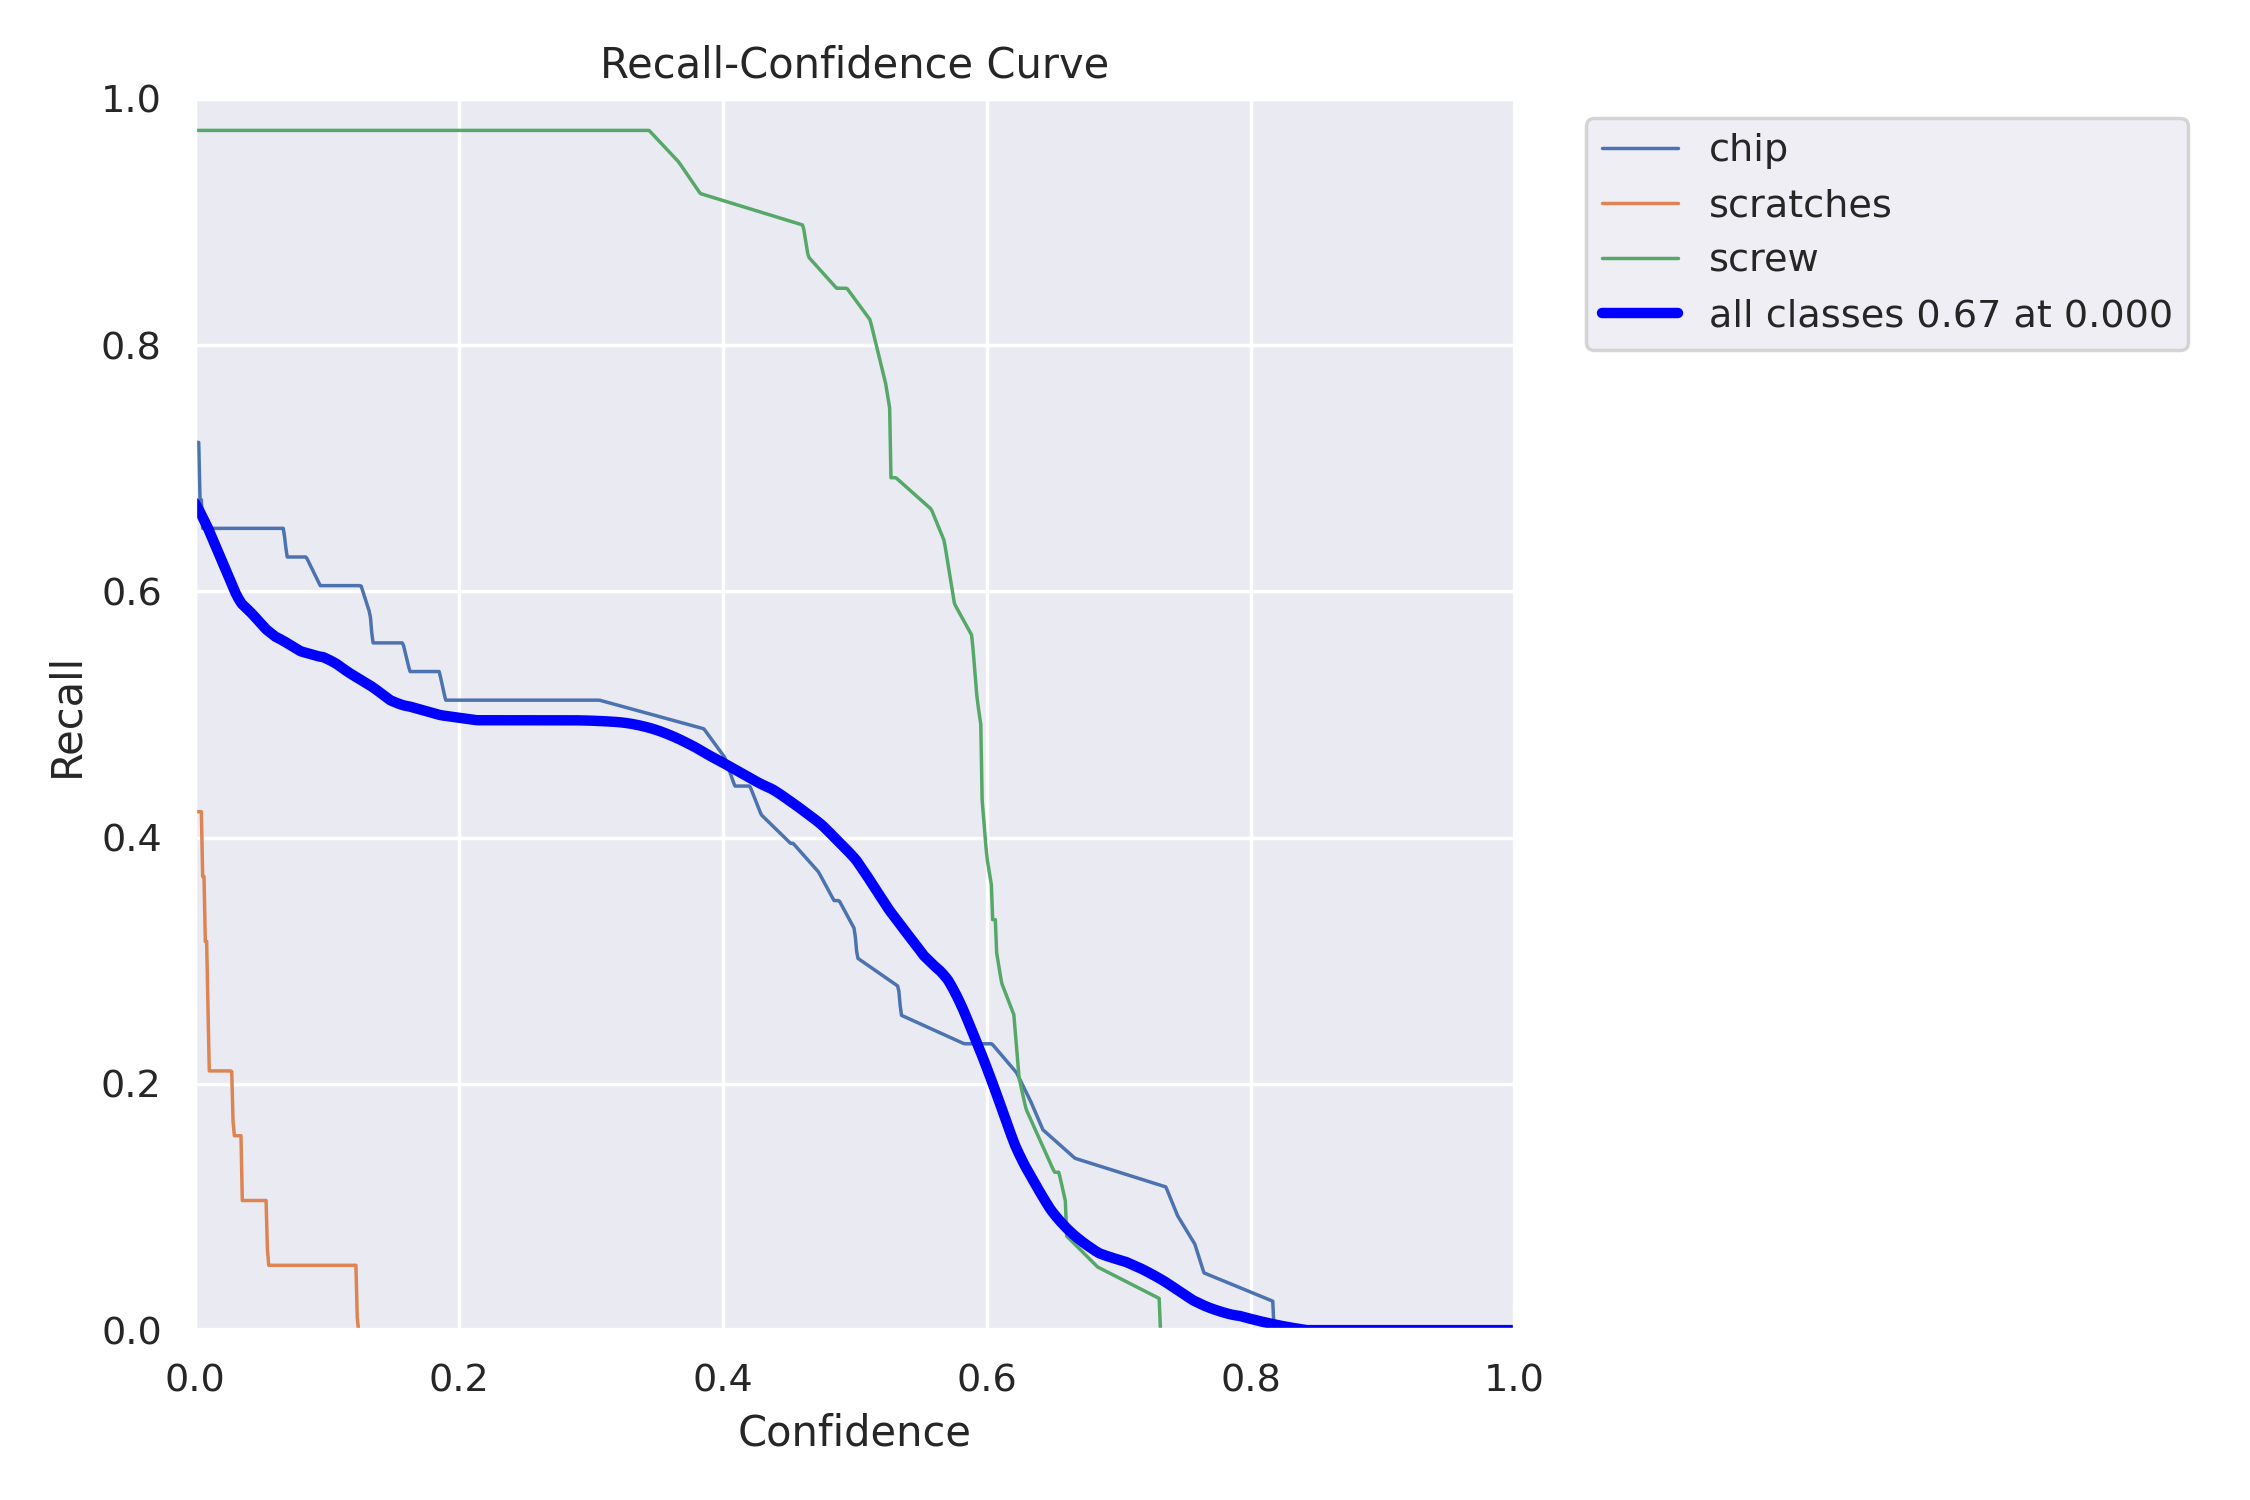 Recall-Confidence Curve
1.0
0.8
0.6
0.4
0.2
0.0
Recall
0.0 0.2 0.4 0.6 0.8 1.0
Confidence
chip
scratches
screw
all classes 0.67 at 0.000